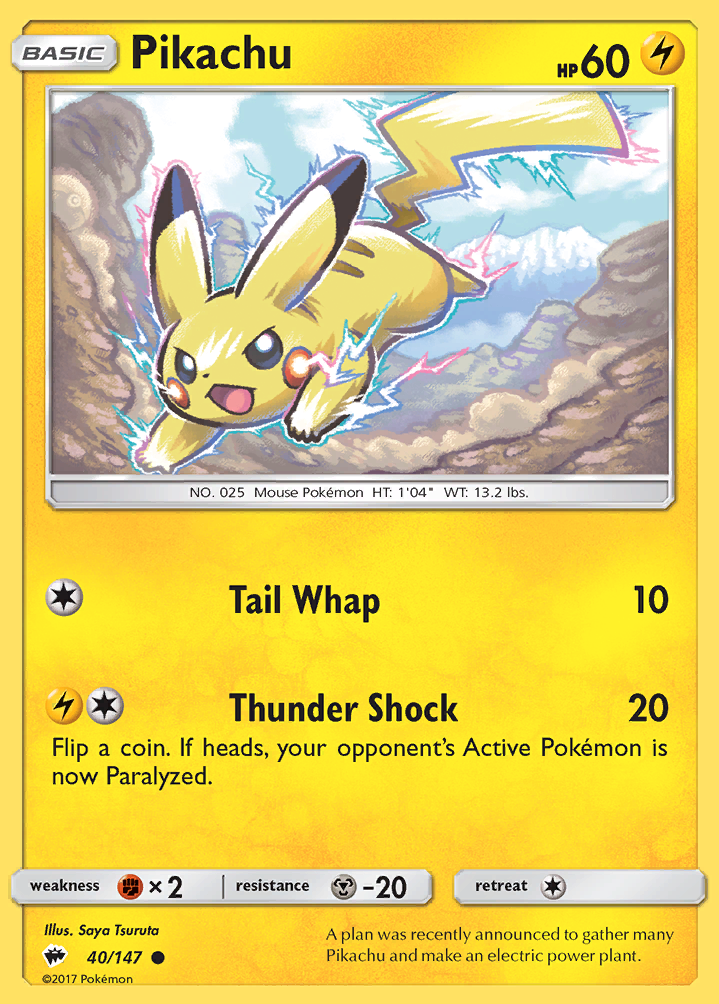 BASIC Pikachu HP60
NO. 025 Mouse Pokémon HT: 1'04" WT: 13.2 lbs.
Tail Whap 10
Thunder Shock 20
Flip a coin. If heads, your opponent's Active Pokémon is
now Paralyzed.
weakness ×2 resistance -20 retreat
Illus. Saya Tsuruta
40/147
©2017 Pokémon
A plan was recently announced to gather many
Pikachu and make an electric power plant.